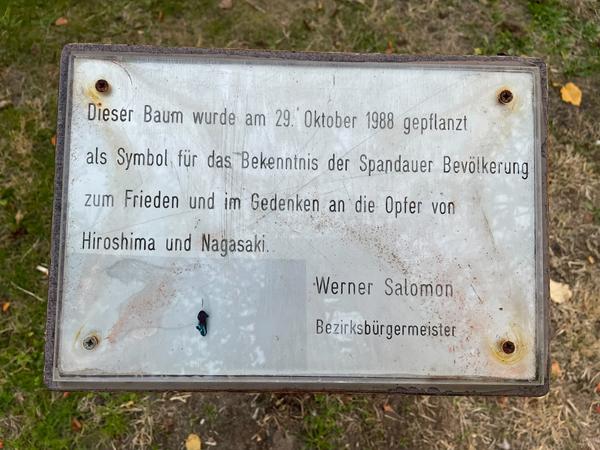 Dieser Baum wurde am 29. Oktober 1988 gepflanzt
als Symbol für das Bekenntnis der Spandauer Bevölkerung
zum Frieden und im Gedenken an die Opfer von
Hiroshima und Nagasaki.
Werner Salomon
Bezirksbürgermeister